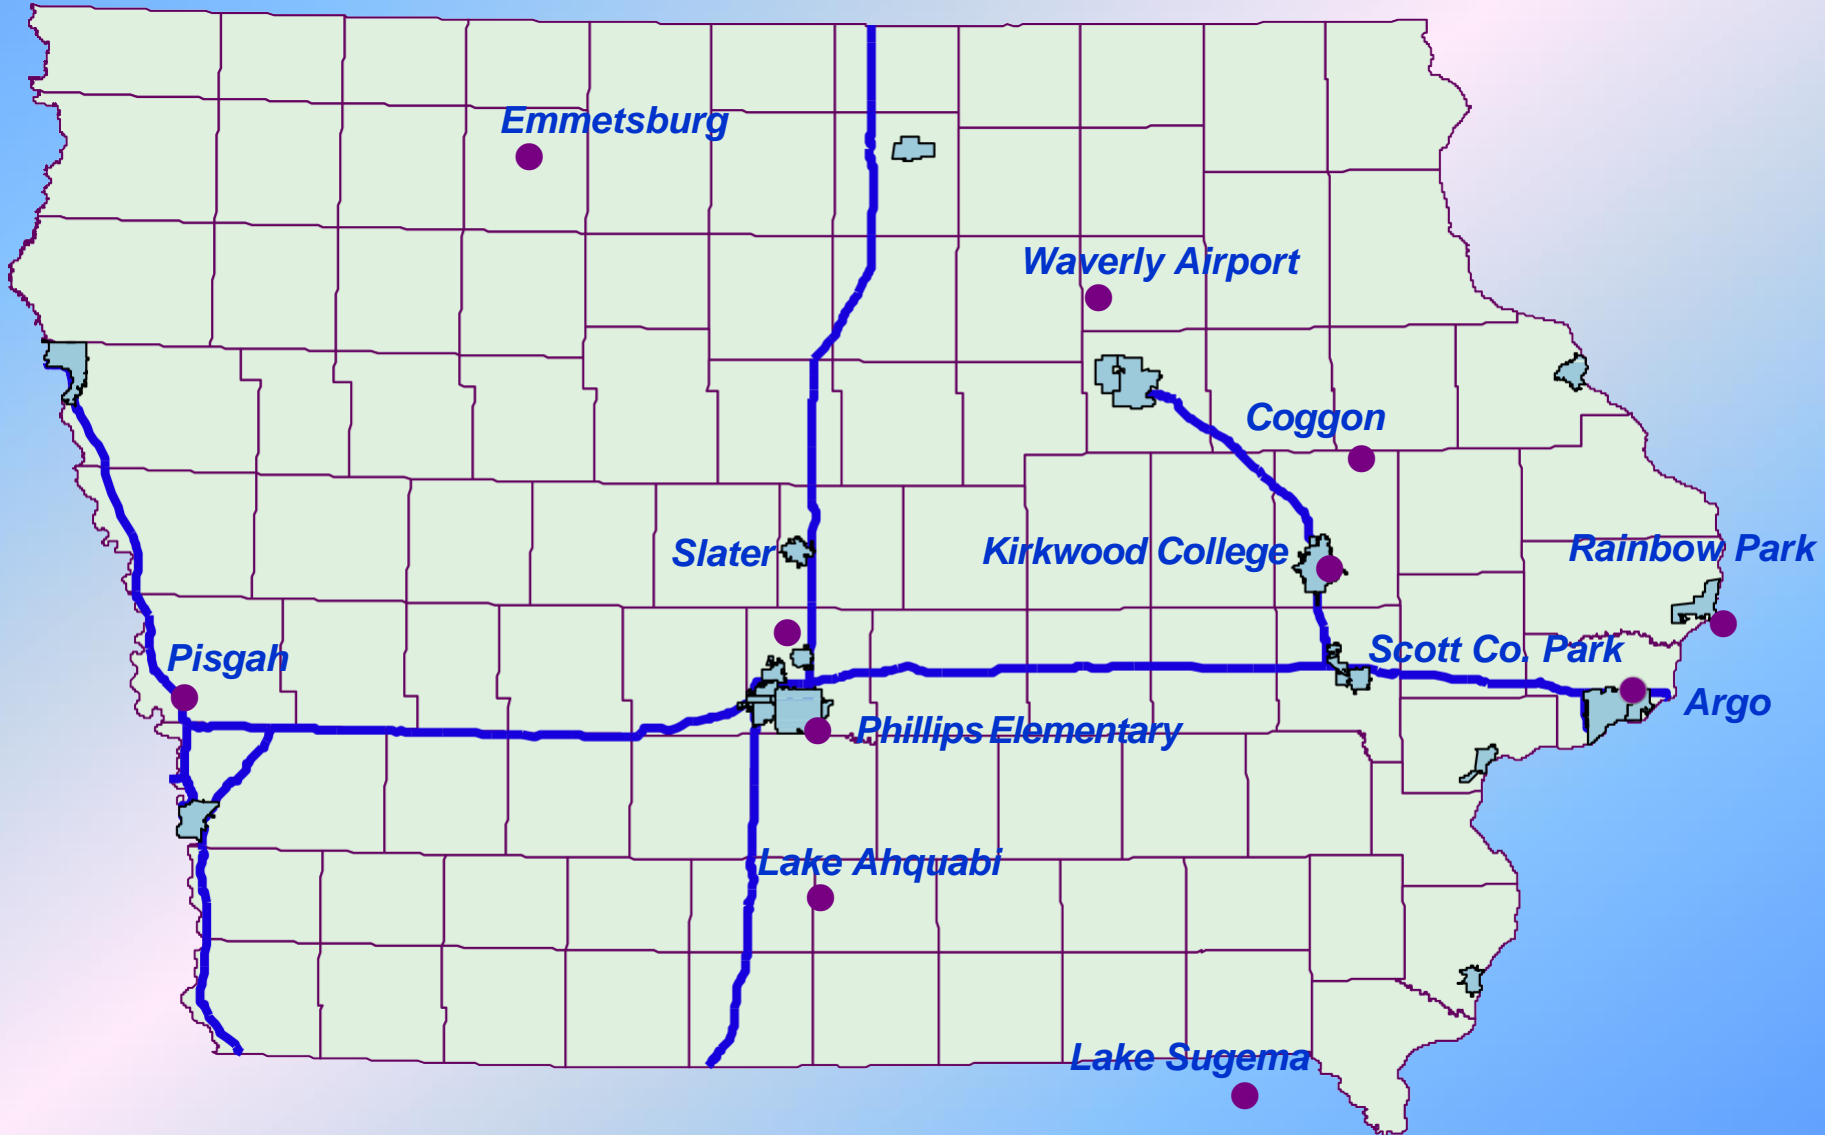 Emmetsburg
Waverly Airport
Coggon
Slater
Kirkwood College
Rainbow Park
Pisgah
Scott Co. Park
Argo
Phillips Elementary
Lake Ahquabi
Lake Sugema